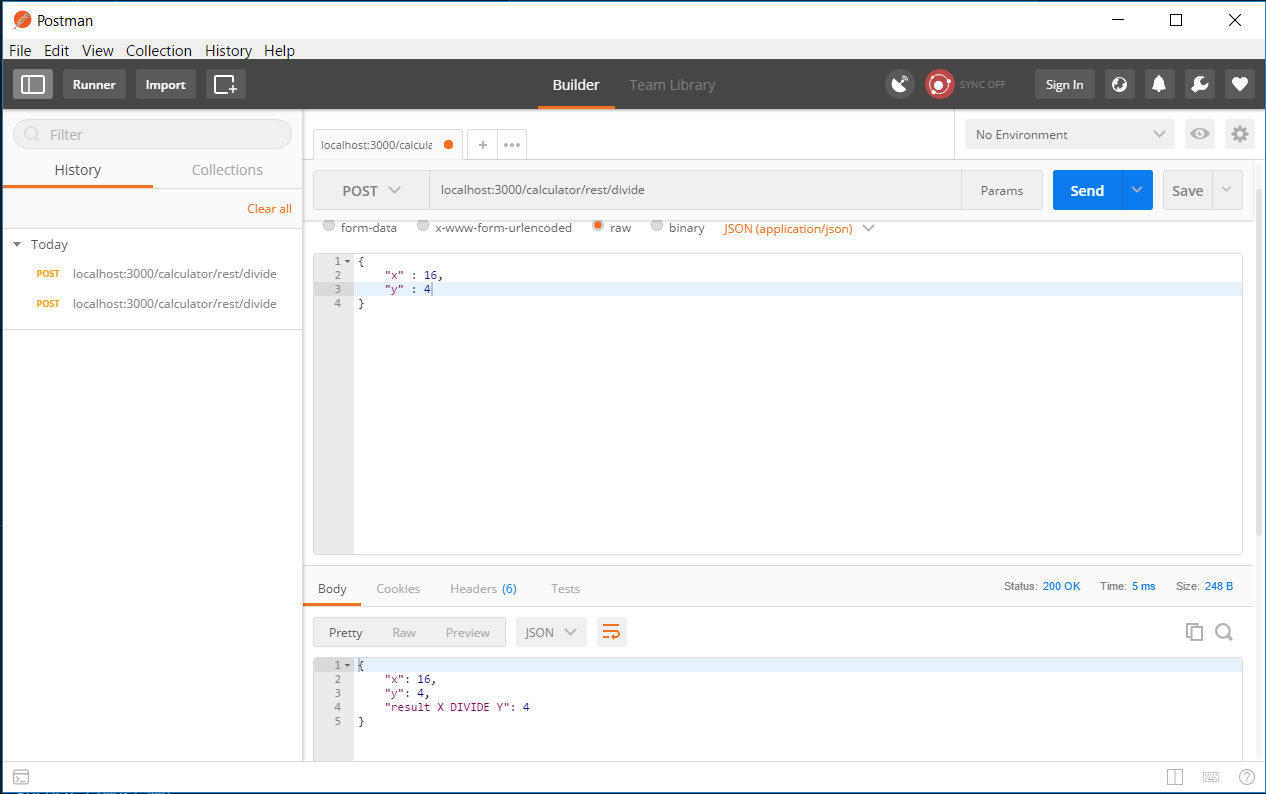 Postman
File Edit View Collection History Help
Runner Import Builder Team Library SYNC OFF Sign In
Filter
History Collections
Clear all
Today
POST localhost:3000/calculator/rest/divide
POST localhost:3000/calculator/rest/divide
localhost:3000/calcula + ••• No Environment
POST localhost:3000/calculator/rest/divide Params Send Save
form-data x-www-form-urlencoded raw binary JSON (application/json)
1 {
2 "x" : 16,
3 "y" : 4
4 }
Body Cookies Headers (6) Tests Status: 200 OK Time: 5 ms Size: 248 B
Pretty Raw Preview JSON
1 {
2 "x": 16,
3 "y": 4,
4 "result X DIVIDE Y": 4
5 }